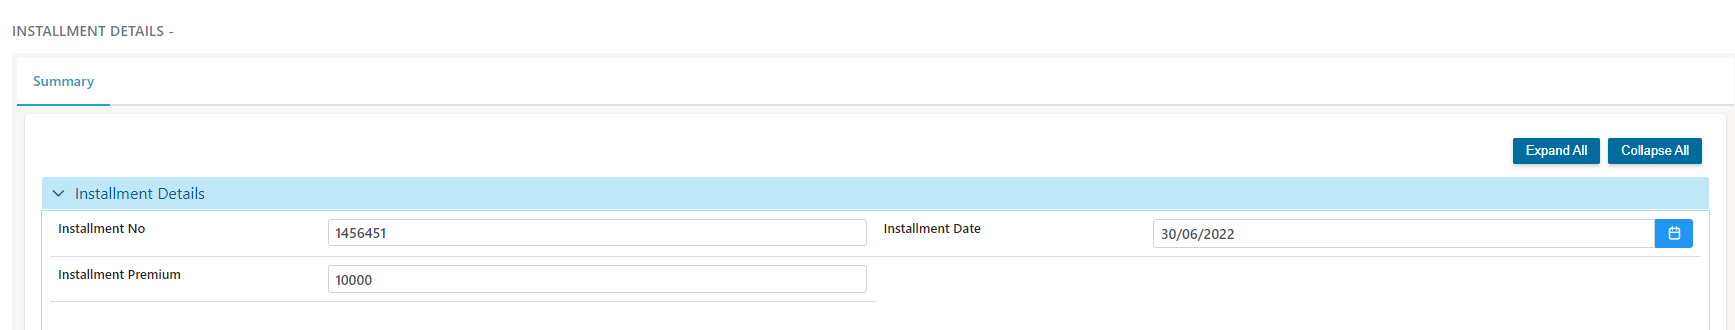 INSTALLMENT DETAILS -
Summary
Expand All Collapse All
Installment Details
Installment No 1456451 Installment Date 30/06/2022
Installment Premium 10000